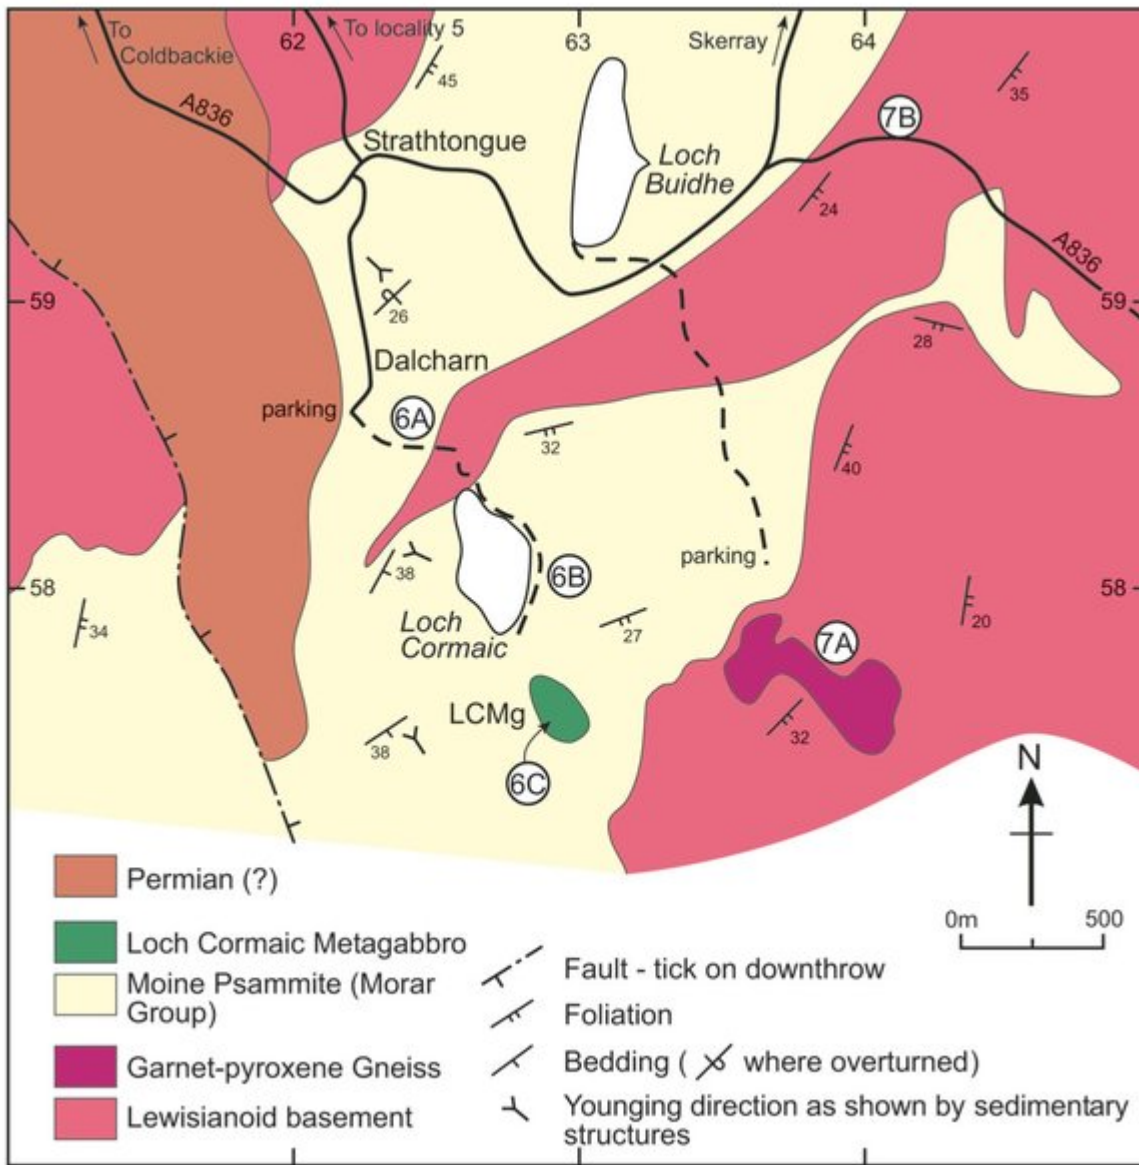 To
Coldbackie
62
To locality 5
63
Skerray
64
45
35
A836
Strathtongue
7B
Loch
Buidhe
24
A836
59
59
26
28
Dalcharn
parking
6A
32
40
parking
38
6B
58
58
34
Loch
Cormaic
27
20
7A
LCMg
38
32
6C
N
0m
500
Permian (?)
Loch Cormaic Metagabbro
Moine Psammite (Morar
Group)
Garnet-pyroxene Gneiss
Lewisianoid basement
Fault - tick on downthrow
Foliation
Bedding ( where overturned)
Younging direction as shown by sedimentary
structures